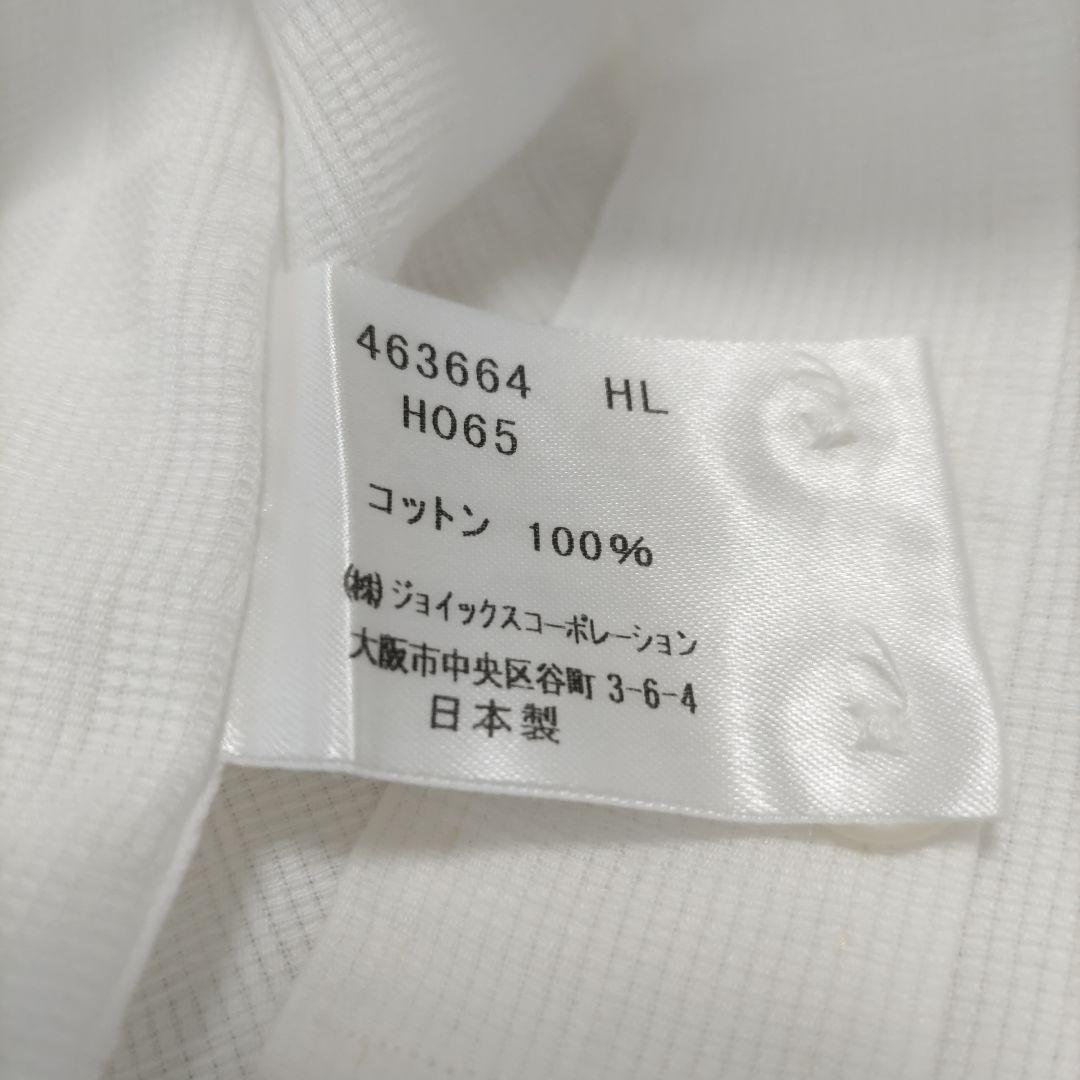 463664 HL
H065
コットン 100%
(株)ジョイックスコーポレーション
大阪市中央区谷町 3-6-4
日本製